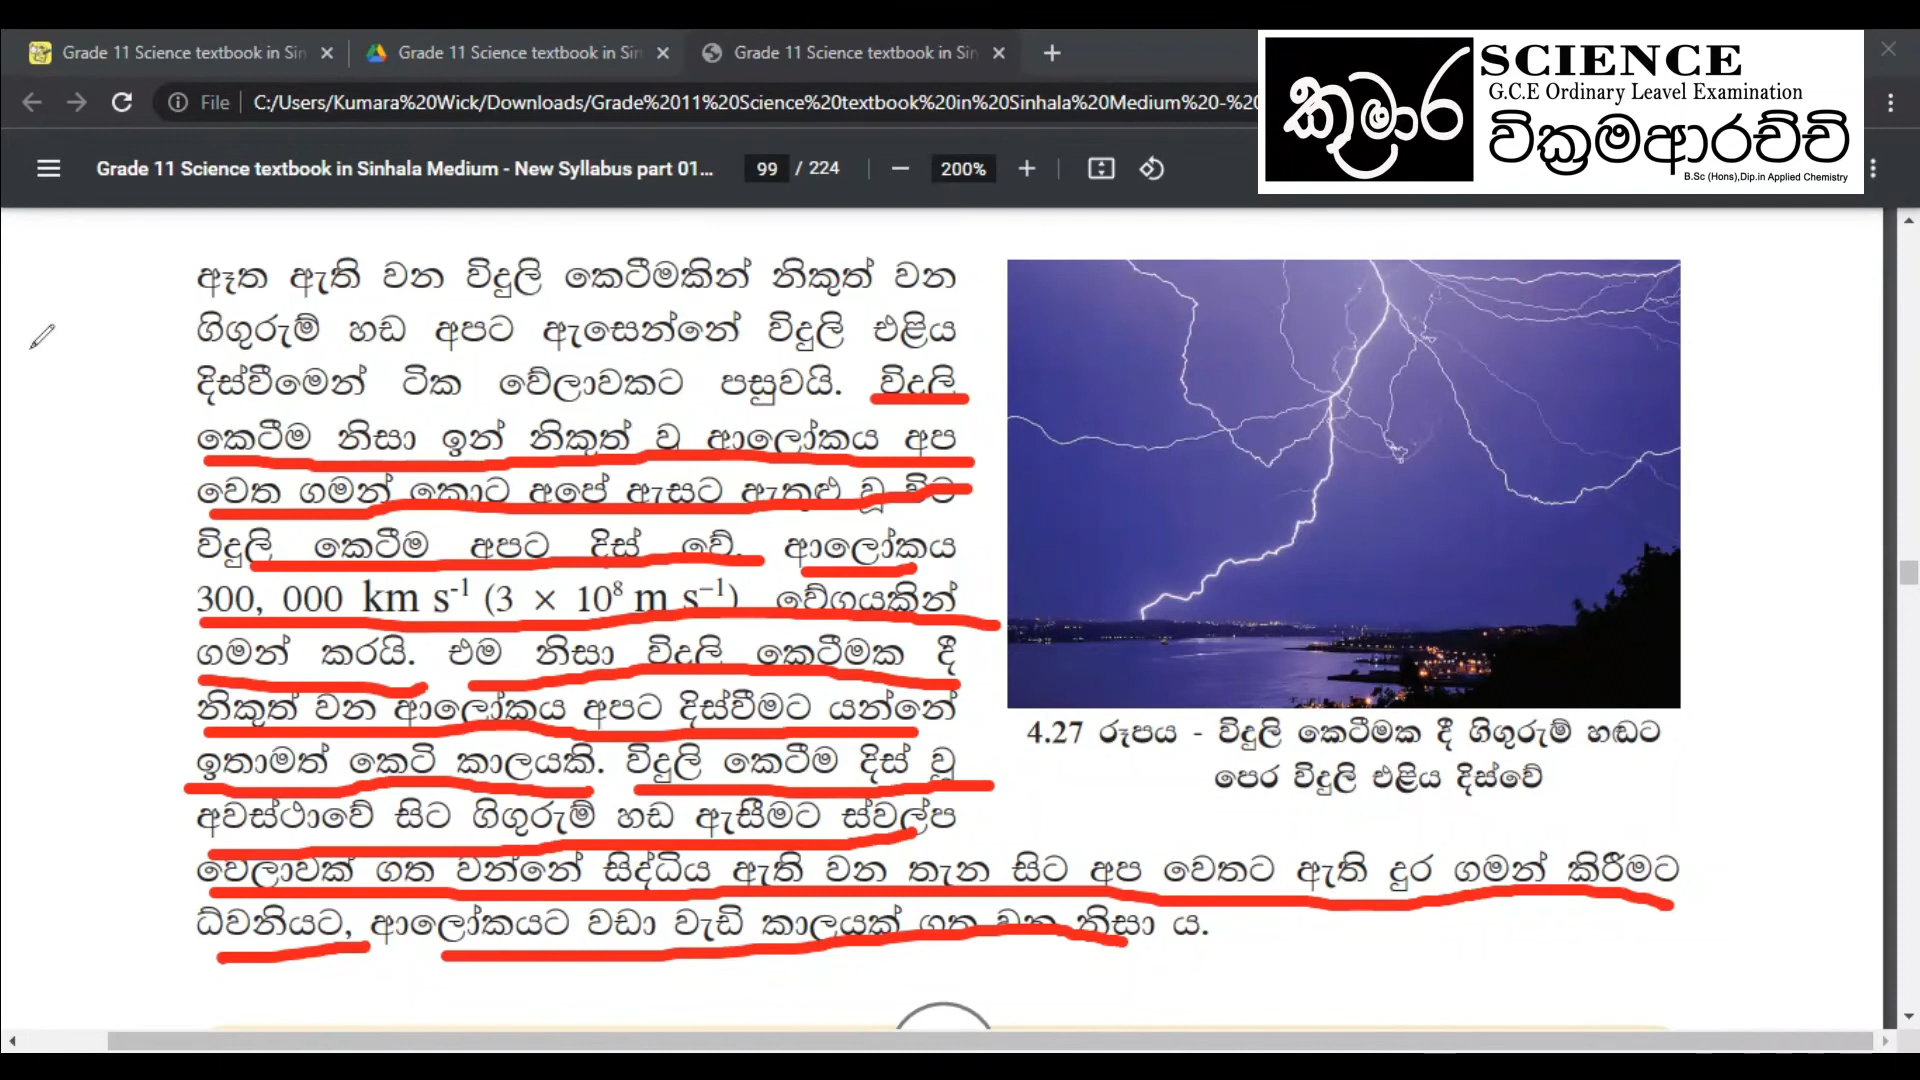 Grade 11 Science textbook in Sin
Grade 11 Science textbook in Sin
Grade 11 Science textbook in Sin
File
C:/Users/Kumara%20Wick/Downloads/Grade%2011%20Science%20textbook%20in%20Sinhala%20Medium%20-%20
Grade 11 Science textbook in Sinhala Medium - New Syllabus part 01...
99 / 224
200%
කුමාර
SCIENCE
G.C.E Ordinary Leavel Examination
වික්‍රමආරච්චි
B.Sc (Hons),Dip.in Applied Chemistry
ඈත ඇති වන විදුලි කෙටීමකින් නිකුත් වන
ගිගුරුම් හඬ අපට ඇසෙන්නේ විදුලි එළිය
දිස්වීමෙන් ටික වේලාවකට පසුවයි. විදුලි
කෙටීම නිසා ඉන් නිකුත් වූ ආලෝකය අප
වෙත ගමන් කොට අපේ ඇසට ඇතුළු වූ විට
විදුලි කෙටීම අපට දිස් වේ. ආලෝකය
300, 000 km s⁻¹ (3 × 10⁸ m s⁻¹) වේගයකින්
ගමන් කරයි. එම නිසා විදුලි කෙටීමක දී
නිකුත් වන ආලෝකය අපට දිස්වීමට යන්නේ
ඉතාමත් කෙටි කාලයකි. විදුලි කෙටීම දිස් වූ
අවස්ථාවේ සිට ගිගුරුම් හඬ ඇසීමට ස්වල්ප
වෙලාවක් ගත වන්නේ සිද්ධිය ඇති වන තැන සිට අප වෙතට ඇති දුර ගමන් කිරීමට
ධ්වනියට, ආලෝකයට වඩා වැඩි කාලයක් ගත වන නිසා ය.
4.27 රූපය - විදුලි කෙටීමක දී ගිගුරුම් හඬට
පෙර විදුලි එළිය දිස්වේ